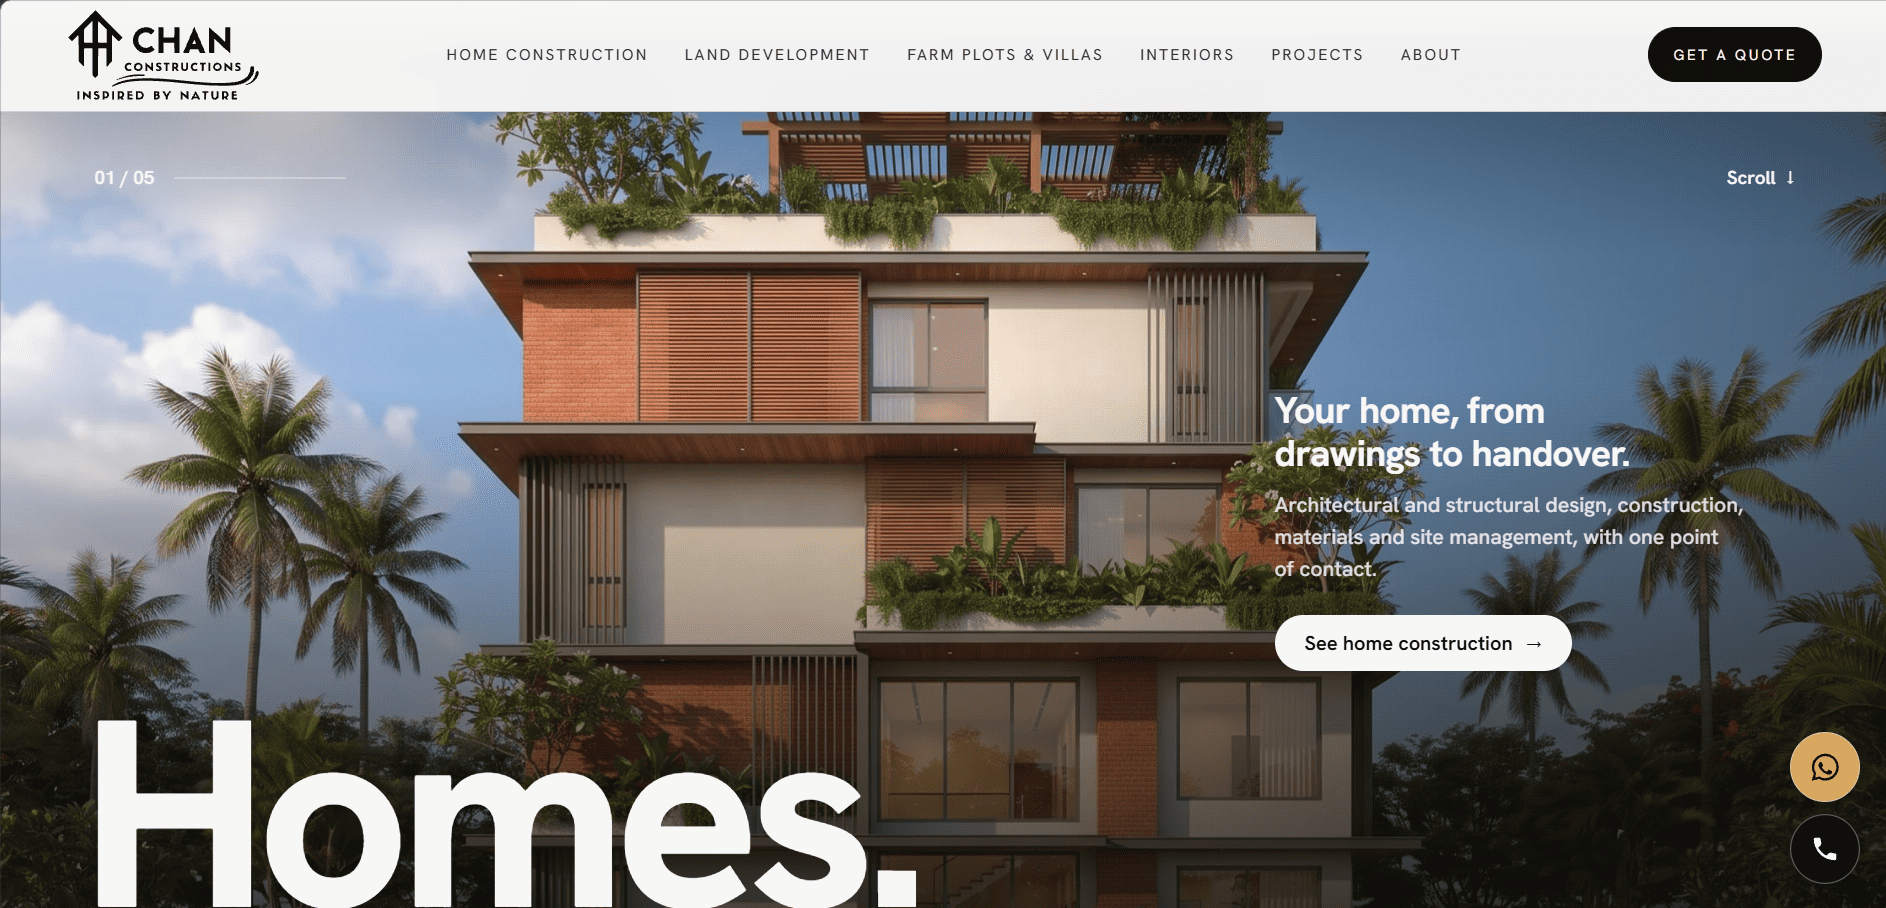 CHAN
CONSTRUCTIONS
INSPIRED BY NATURE
HOME CONSTRUCTION
LAND DEVELOPMENT
FARM PLOTS & VILLAS
INTERIORS
PROJECTS
ABOUT
GET A QUOTE
01 / 05
Scroll ↓
Your home, from
drawings to handover.
Architectural and structural design, construction,
materials and site management, with one point
of contact.
See home construction →
Homes.